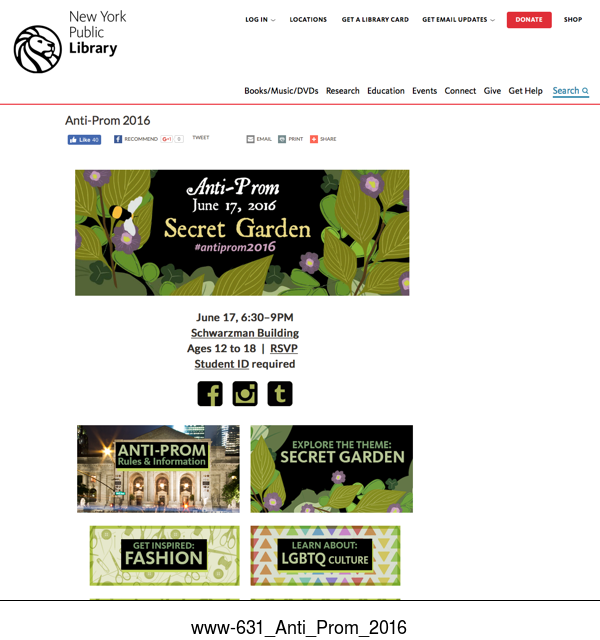 New York
Public
Library
LOG IN
LOCATIONS
GET A LIBRARY CARD
GET EMAIL UPDATES
DONATE
SHOP
Books/Music/DVDs
Research
Education
Events
Connect
Give
Get Help
Search
Anti-Prom 2016
Like 40
RECOMMEND
G+1
0
TWEET
EMAIL
PRINT
SHARE
Anti-Prom
June 17, 2016
Secret Garden
#antiprom2016
June 17, 6:30–9PM
Schwarzman Building
Ages 12 to 18 | RSVP
Student ID required
ANTI-PROM
Rules & Information
EXPLORE THE THEME:
SECRET GARDEN
GET INSPIRED:
FASHION
LEARN ABOUT:
LGBTQ CULTURE
www-631_Anti_Prom_2016